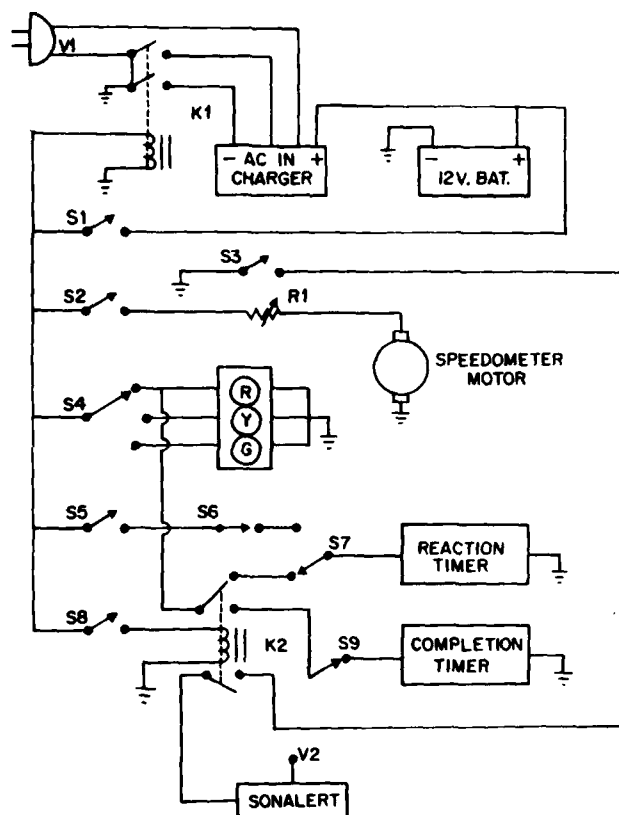 V1
K1
- AC IN +
CHARGER
- +
12V. BAT.
S1
S3
S2
R1
SPEEDOMETER
MOTOR
S4
R
Y
G
S5
S6
S7
REACTION
TIMER
S8
K2
S9
COMPLETION
TIMER
V2
SONALERT